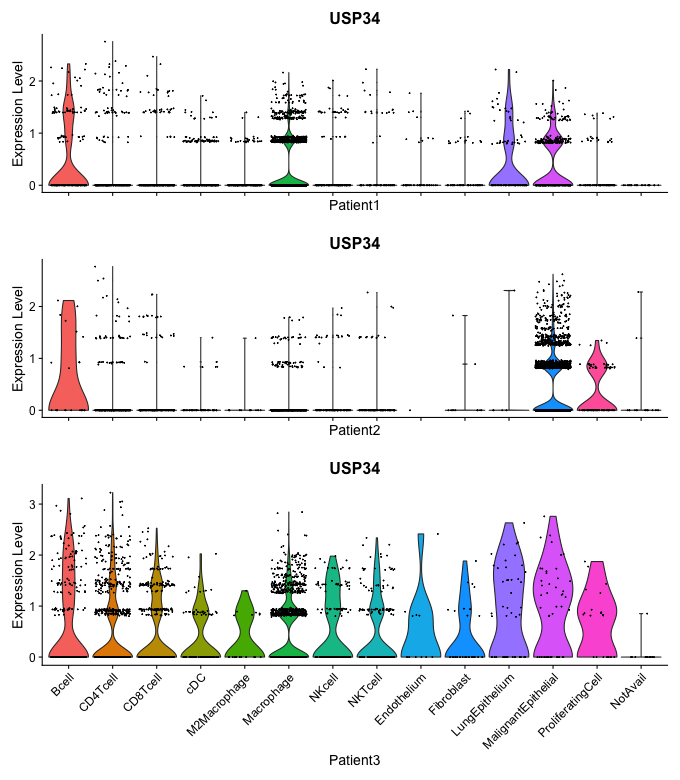 USP34
Expression Level
2
1
0
Patient1
USP34
Expression Level
2
1
0
Patient2
USP34
Expression Level
3
2
1
0
Bcell
CD4Tcell
CD8Tcell
cDC
M2Macrophage
Macrophage
NKcell
NKTcell
Endothelium
Fibroblast
LungEpithelium
MalignantEpithelial
ProliferatingCell
NotAvail
Patient3